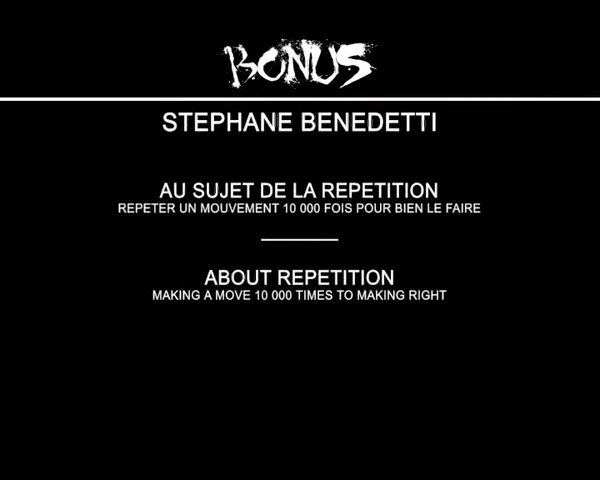 BONUS
STEPHANE BENEDETTI
AU SUJET DE LA REPETITION
REPETER UN MOUVEMENT 10 000 FOIS POUR BIEN LE FAIRE
ABOUT REPETITION
MAKING A MOVE 10 000 TIMES TO MAKING RIGHT